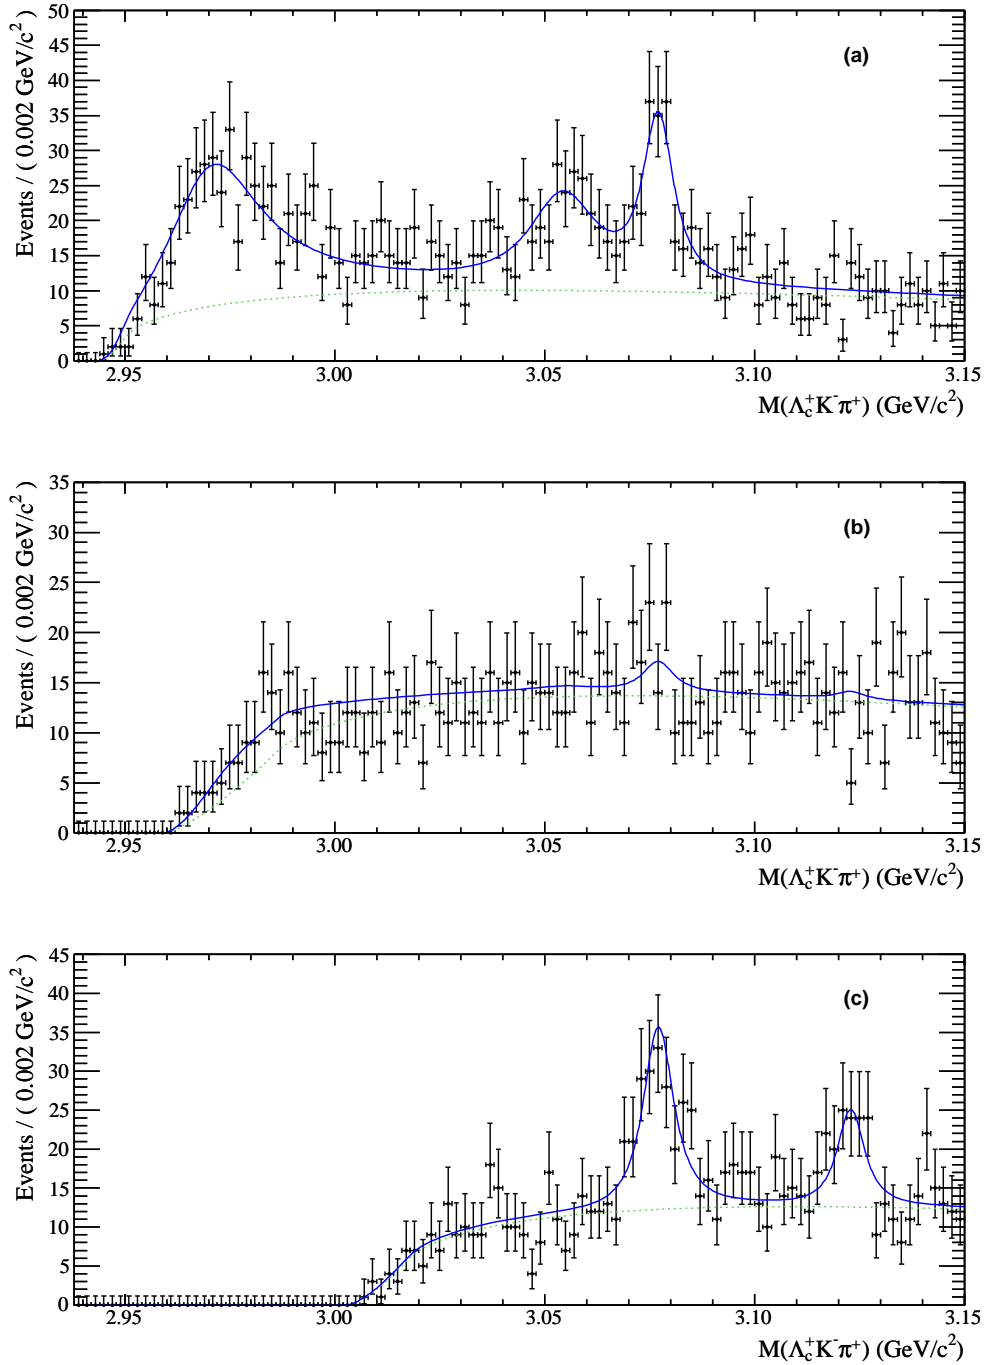 50
45
40
35
30
25
20
15
10
5
0
Events / ( 0.002 GeV/c² )
(a)
2.95 3.00 3.05 3.10 3.15
M(Λc⁺K⁻π⁺) (GeV/c²)
35
30
25
20
15
10
5
0
Events / ( 0.002 GeV/c² )
(b)
2.95 3.00 3.05 3.10 3.15
M(Λc⁺K⁻π⁺) (GeV/c²)
45
40
35
30
25
20
15
10
5
0
Events / ( 0.002 GeV/c² )
(c)
2.95 3.00 3.05 3.10 3.15
M(Λc⁺K⁻π⁺) (GeV/c²)